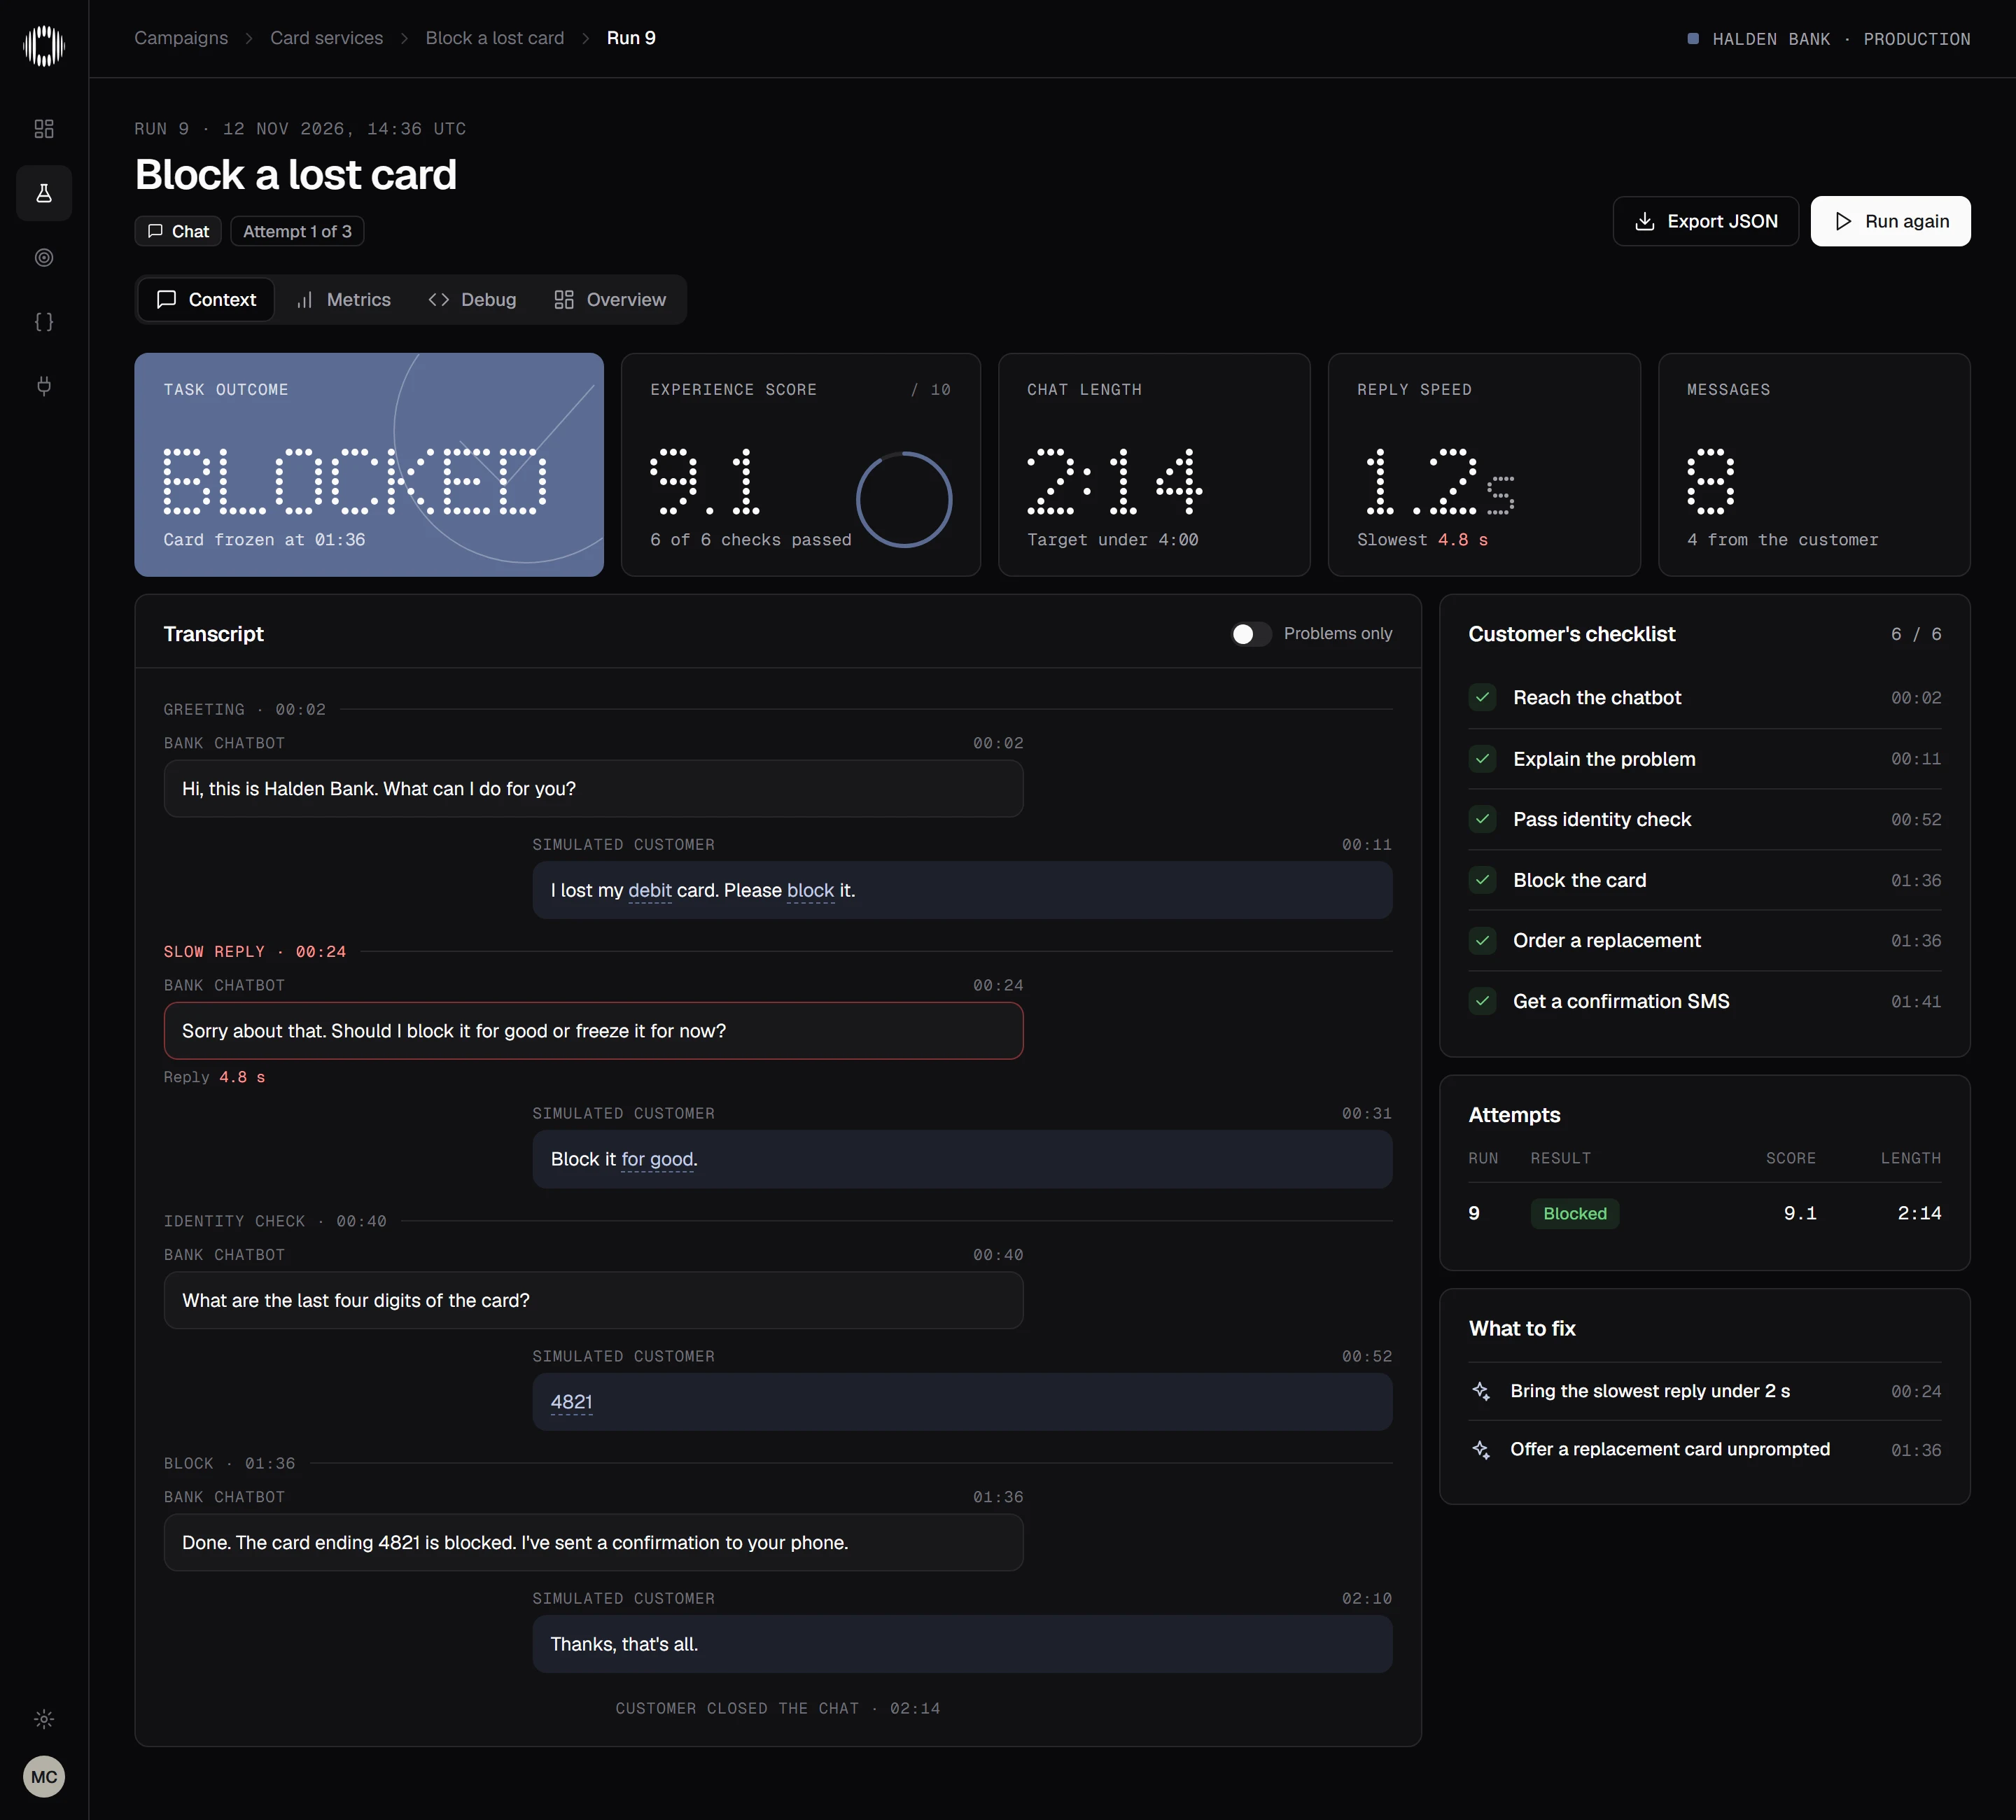 Campaigns > Card services > Block a lost card > Run 9
HALDEN BANK · PRODUCTION
RUN 9 · 12 NOV 2026, 14:36 UTC
Block a lost card
Chat
Attempt 1 of 3
Export JSON
Run again
Context
Metrics
Debug
Overview
TASK OUTCOME
BLOCKED
Card frozen at 01:36
EXPERIENCE SCORE / 10
9.1
6 of 6 checks passed
CHAT LENGTH
2:14
Target under 4:00
REPLY SPEED
1.2s
Slowest 4.8 s
MESSAGES
8
4 from the customer
Transcript
Problems only
GREETING · 00:02
BANK CHATBOT 00:02
Hi, this is Halden Bank. What can I do for you?
SIMULATED CUSTOMER 00:11
I lost my debit card. Please block it.
SLOW REPLY · 00:24
BANK CHATBOT 00:24
Sorry about that. Should I block it for good or freeze it for now?
Reply 4.8 s
SIMULATED CUSTOMER 00:31
Block it for good.
IDENTITY CHECK · 00:40
BANK CHATBOT 00:40
What are the last four digits of the card?
SIMULATED CUSTOMER 00:52
4821
BLOCK · 01:36
BANK CHATBOT 01:36
Done. The card ending 4821 is blocked. I've sent a confirmation to your phone.
SIMULATED CUSTOMER 02:10
Thanks, that's all.
CUSTOMER CLOSED THE CHAT · 02:14
Customer's checklist 6 / 6
Reach the chatbot 00:02
Explain the problem 00:11
Pass identity check 00:52
Block the card 01:36
Order a replacement 01:36
Get a confirmation SMS 01:41
Attempts
RUN RESULT SCORE LENGTH
9 Blocked 9.1 2:14
What to fix
Bring the slowest reply under 2 s 00:24
Offer a replacement card unprompted 01:36
MC